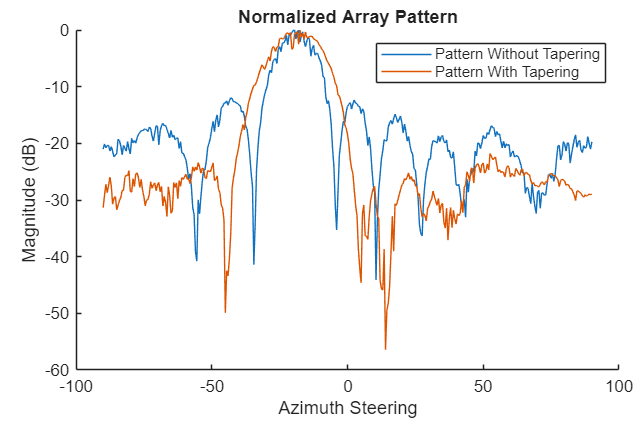 Normalized Array Pattern
Pattern Without Tapering
Pattern With Tapering
Magnitude (dB)
0
-10
-20
-30
-40
-50
-60
-100
-50
0
50
100
Azimuth Steering